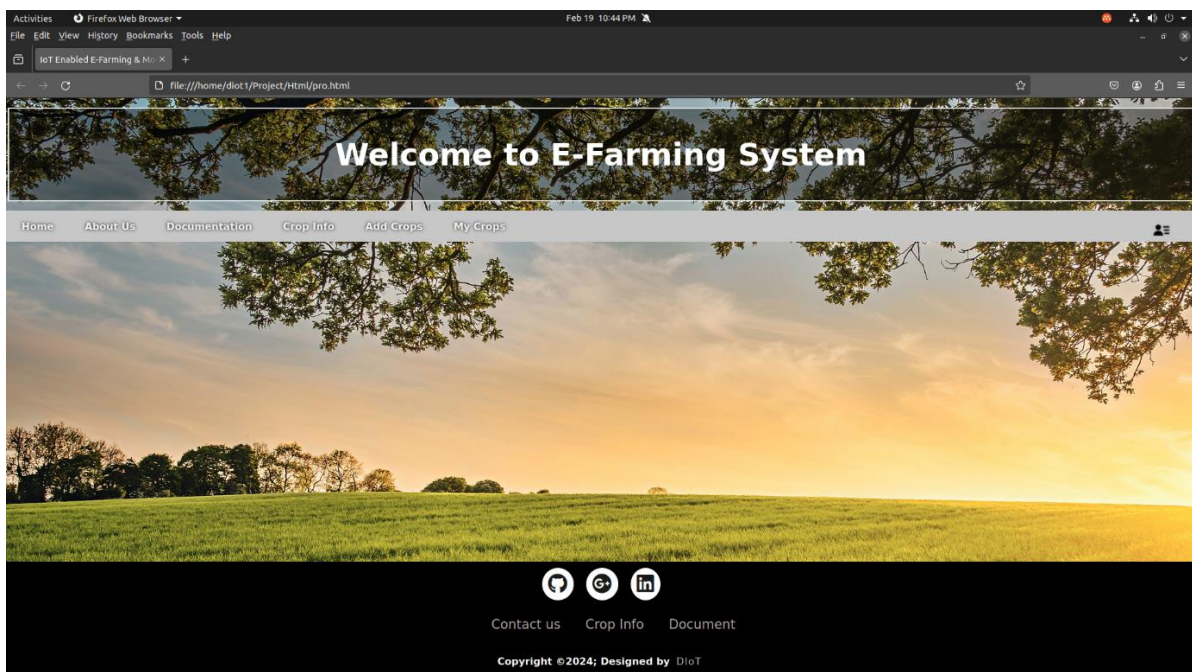 Activities Firefox Web Browser Feb 19 10:44 PM
File Edit View History Bookmarks Tools Help
IoT Enabled E-Farming & Mo
file:///home/diot1/Project/Html/pro.html
Welcome to E-Farming System
Home About Us Documentation Crop Info Add Crops My Crops
G+ in
Contact us Crop Info Document
Copyright ©2024; Designed by DIoT